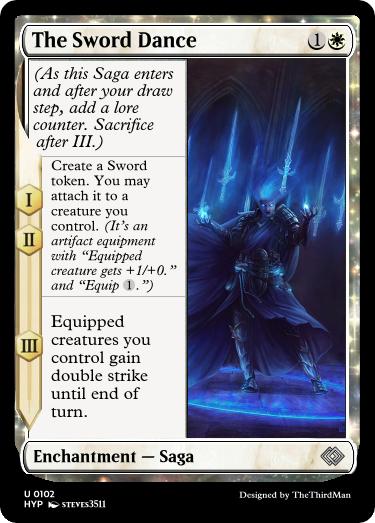 The Sword Dance 1
(As this Saga enters
and after your draw
step, add a lore
counter. Sacrifice
after III.)
I
II
Create a Sword
token. You may
attach it to a
creature you
control. (It's an
artifact equipment
with “Equipped
creature gets +1/+0.”
and “Equip 1.”)
III
Equipped
creatures you
control gain
double strike
until end of
turn.
Enchantment — Saga
U 0102
HYP STEVES3511
Designed by TheThirdMan